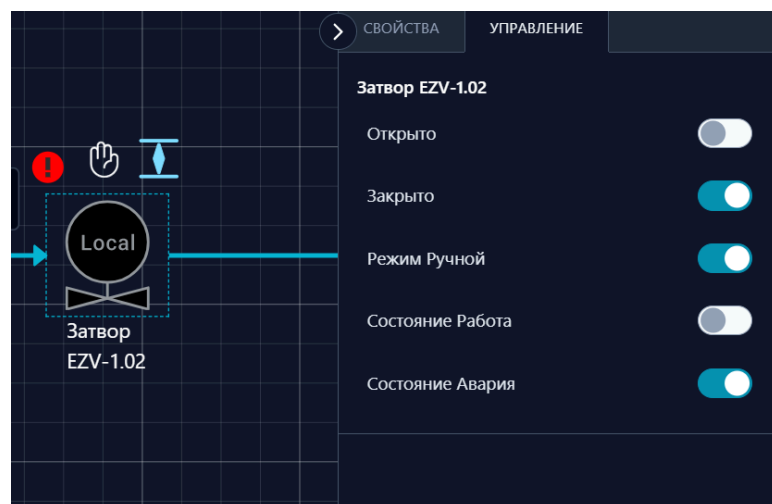 СВОЙСТВА
УПРАВЛЕНИЕ
Затвор EZV-1.02
Открыто
Закрыто
Режим Ручной
Состояние Работа
Состояние Авария
Local
Затвор
EZV-1.02